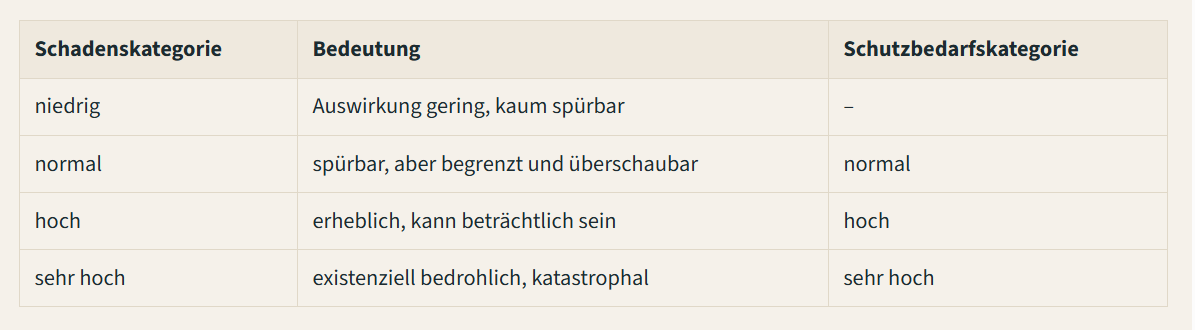 Schadenskategorie Bedeutung Schutzbedarfskategorie
niedrig Auswirkung gering, kaum spürbar –
normal spürbar, aber begrenzt und überschaubar normal
hoch erheblich, kann beträchtlich sein hoch
sehr hoch existenziell bedrohlich, katastrophal sehr hoch